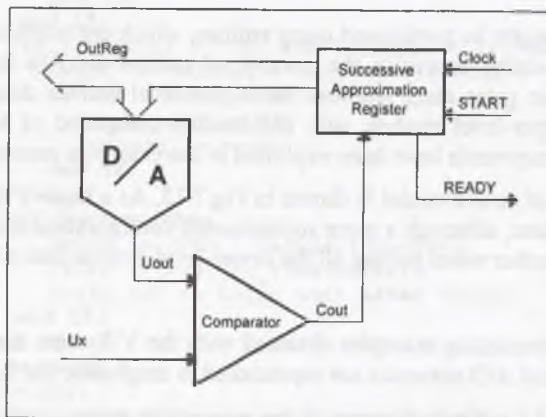 OutReg
Successive
Approximation
Register
Clock
START
READY
D
A
Uout
Comparator
Cout
Ux